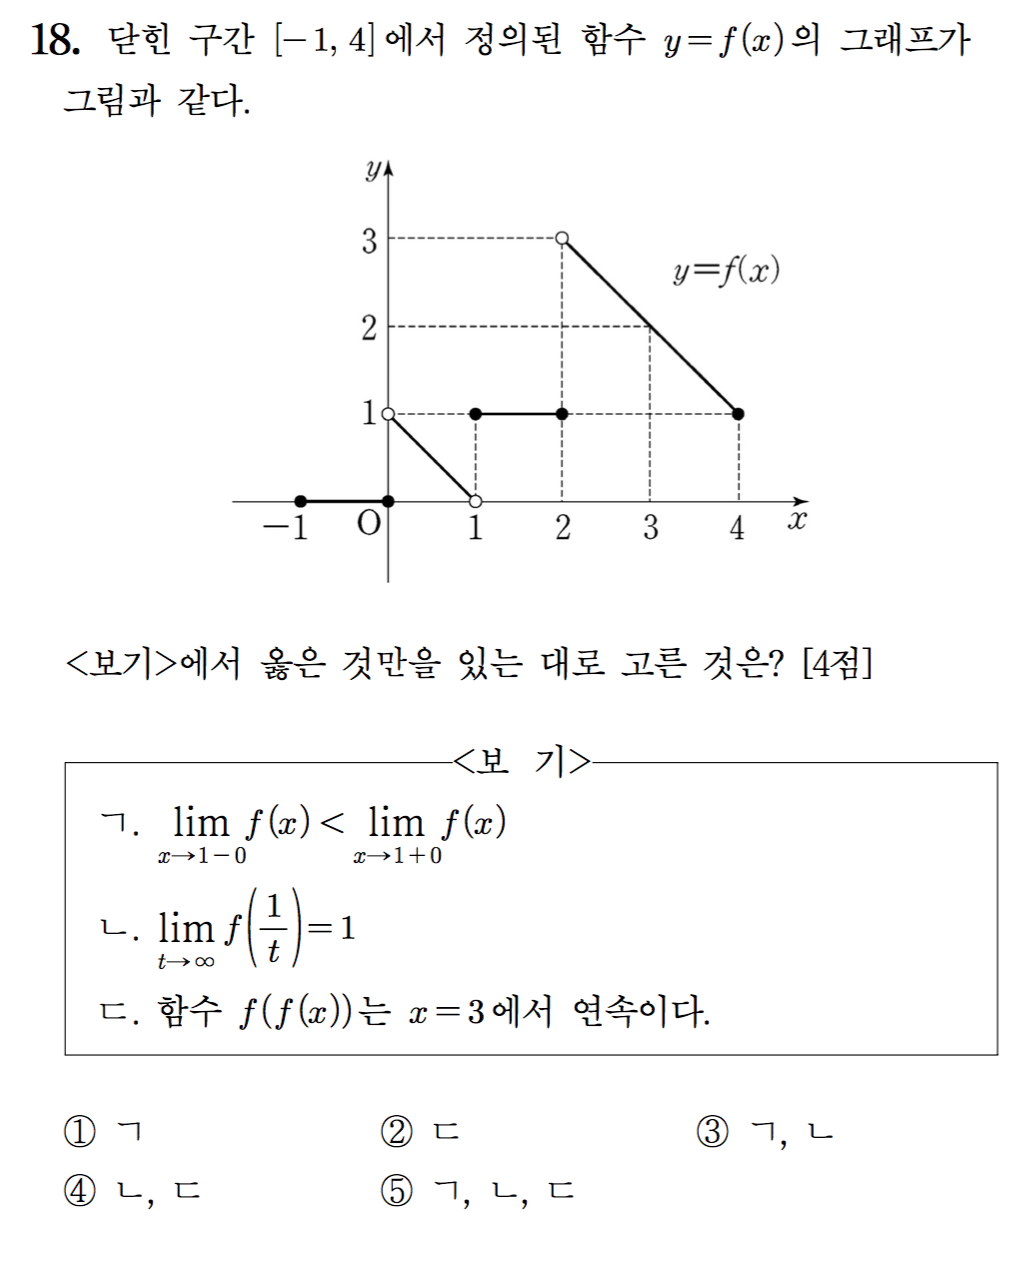 18. 닫힌 구간 [-1, 4]에서 정의된 함수 y=f(x)의 그래프가
그림과 같다.
y
3
y=f(x)
2
1
-1 O 1 2 3 4 x
<보기>에서 옳은 것만을 있는 대로 고른 것은? [4점]
<보 기>
ㄱ. lim_{x→1-0} f(x) < lim_{x→1+0} f(x)
ㄴ. lim_{t→∞} f(1/t) = 1
ㄷ. 함수 f(f(x))는 x=3에서 연속이다.
① ㄱ ② ㄷ ③ ㄱ, ㄴ
④ ㄴ, ㄷ ⑤ ㄱ, ㄴ, ㄷ